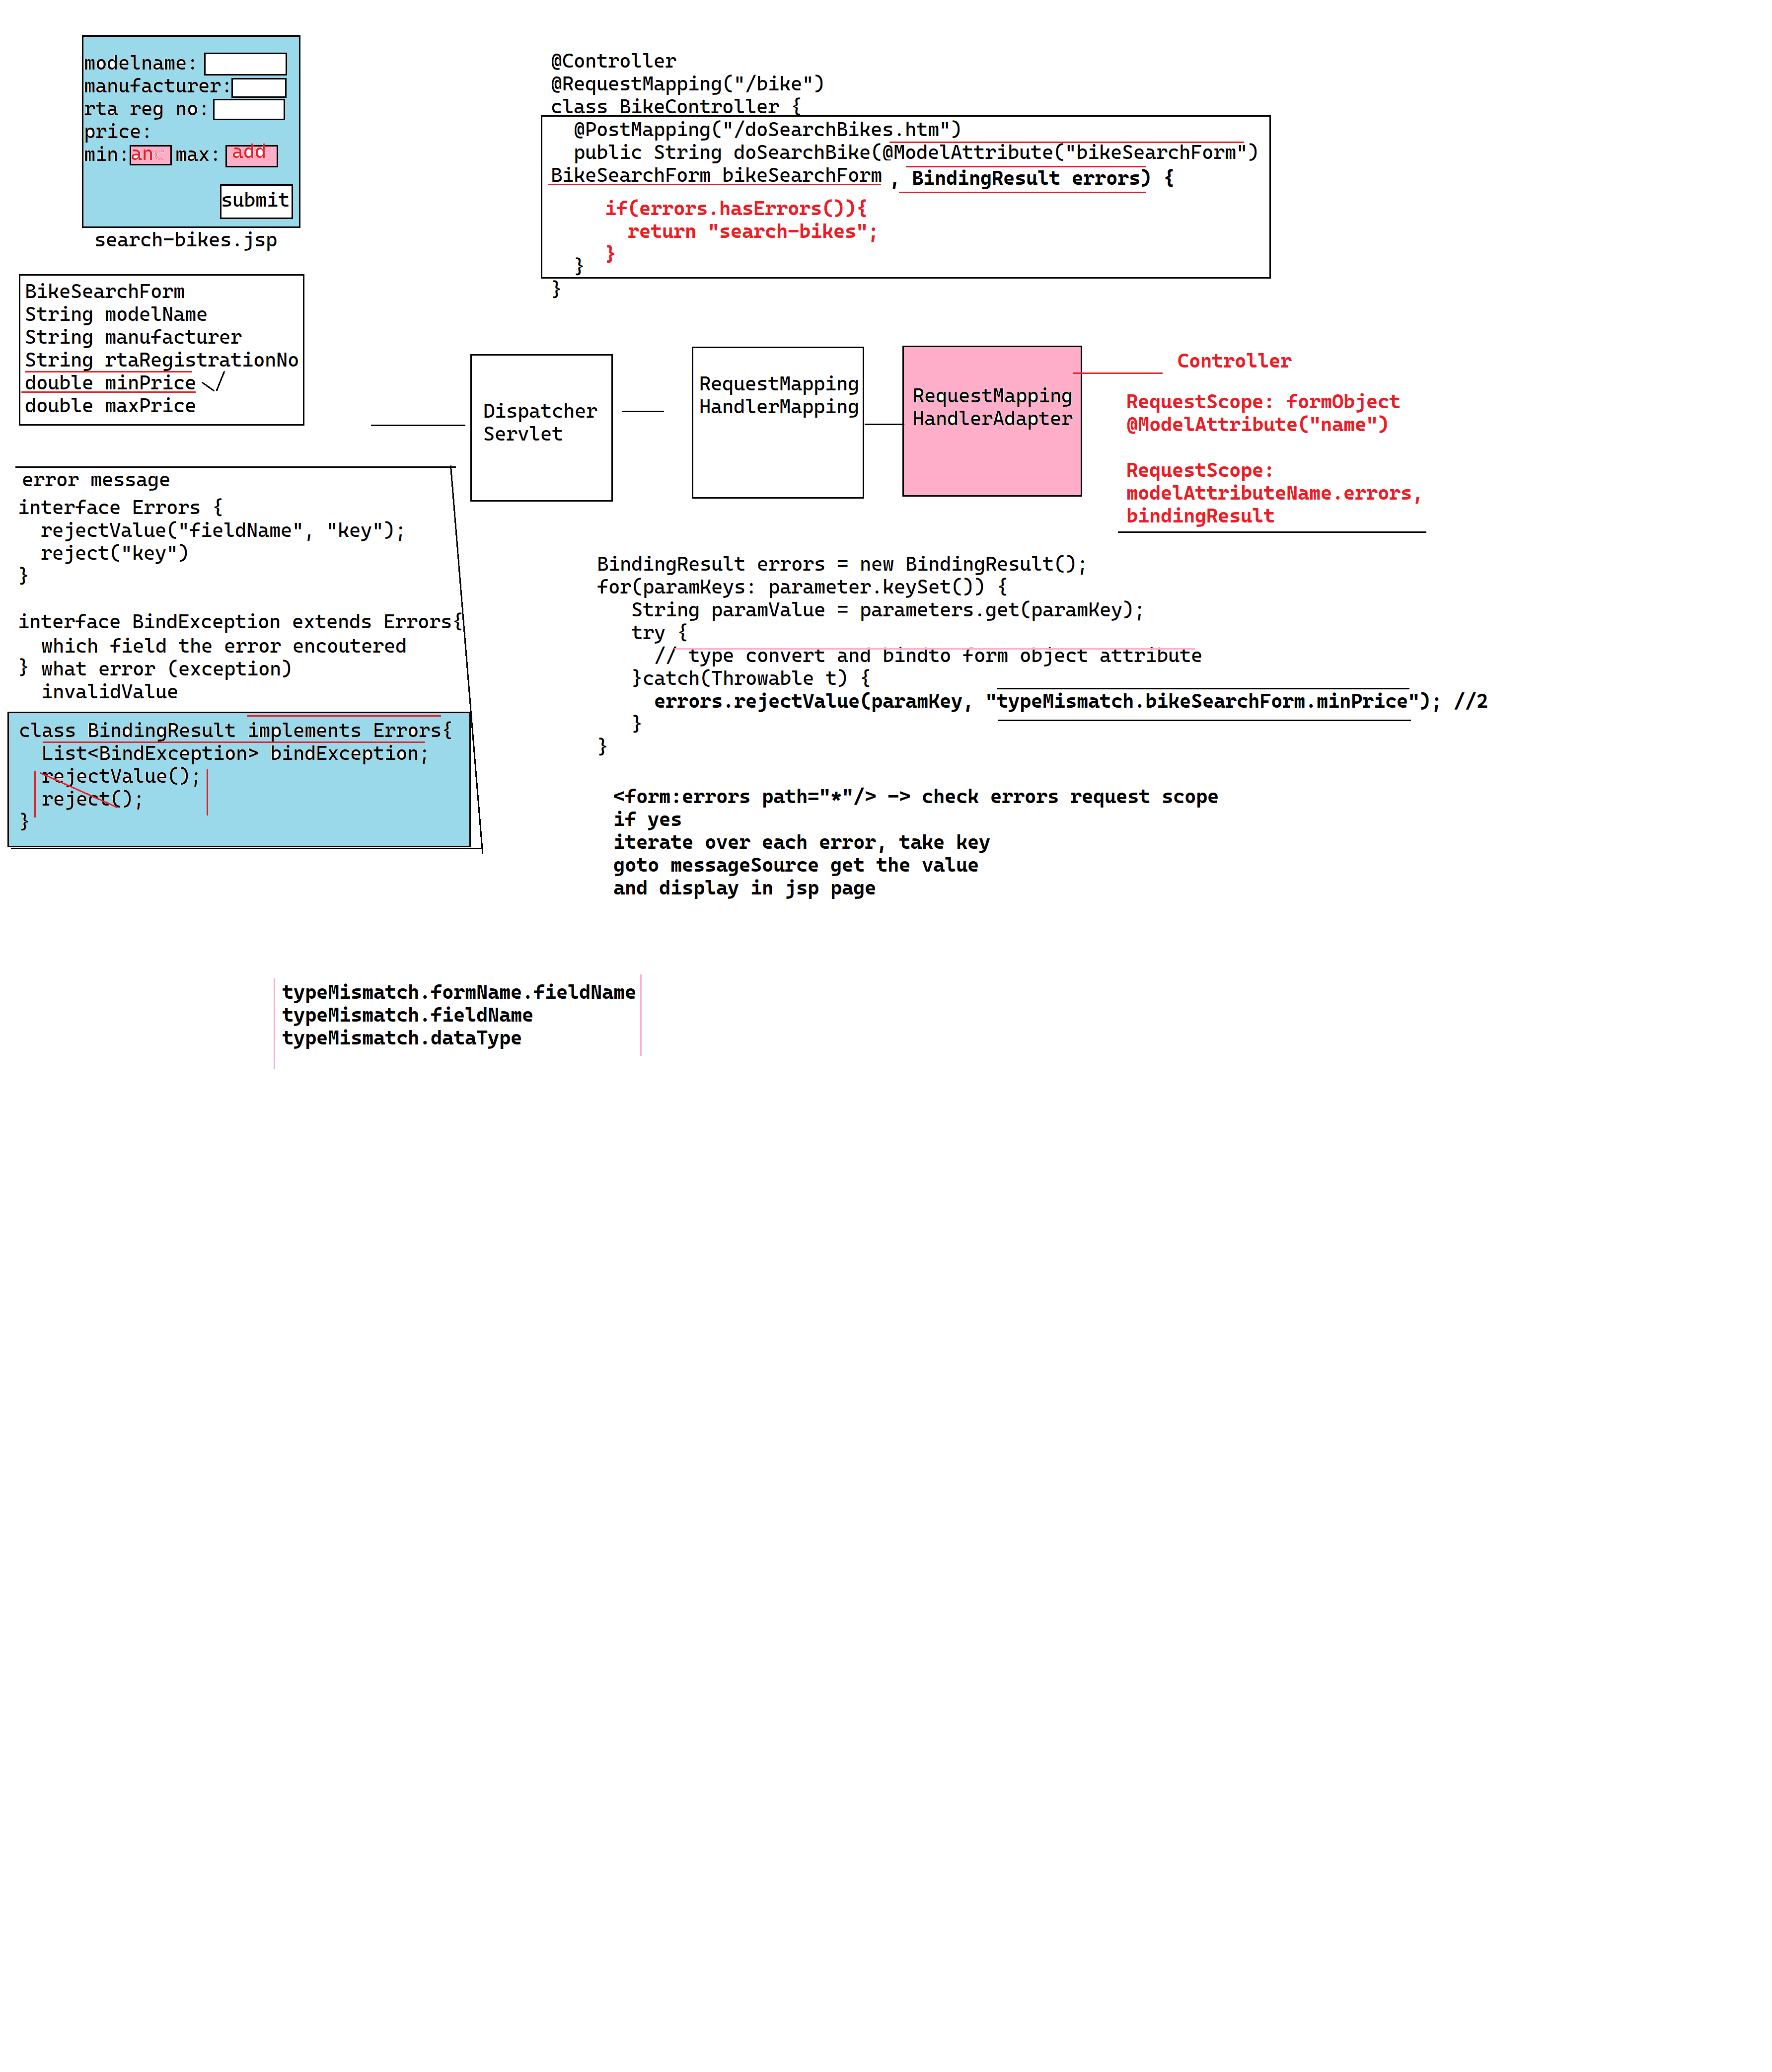 modelname:
manufacturer:
rta reg no:
price:
min: an max: add
submit
search-bikes.jsp
@Controller
@RequestMapping("/bike")
class BikeController {
@PostMapping("/doSearchBikes.htm")
public String doSearchBike(@ModelAttribute("bikeSearchForm")
BikeSearchForm bikeSearchForm , BindingResult errors) {
if(errors.hasErrors()){
return "search-bikes";
}
}
}
BikeSearchForm
String modelName
String manufacturer
String rtaRegistrationNo
double minPrice
double maxPrice
Dispatcher
Servlet
RequestMapping
HandlerMapping
RequestMapping
HandlerAdapter
Controller
RequestScope: formObject
@ModelAttribute("name")
RequestScope:
modelAttributeName.errors,
bindingResult
error message
interface Errors {
rejectValue("fieldName", "key");
reject("key")
}
interface BindException extends Errors{
which field the error encoutered
} what error (exception)
invalidValue
class BindingResult implements Errors{
List<BindException> bindException;
rejectValue();
reject();
}
BindingResult errors = new BindingResult();
for(paramKeys: parameter.keySet()) {
String paramValue = parameters.get(paramKey);
try {
// type convert and bindto form object attribute
}catch(Throwable t) {
errors.rejectValue(paramKey, "typeMismatch.bikeSearchForm.minPrice"); //2
}
}
<form:errors path="*"/> -> check errors request scope
if yes
iterate over each error, take key
goto messageSource get the value
and display in jsp page
typeMismatch.formName.fieldName
typeMismatch.fieldName
typeMismatch.dataType